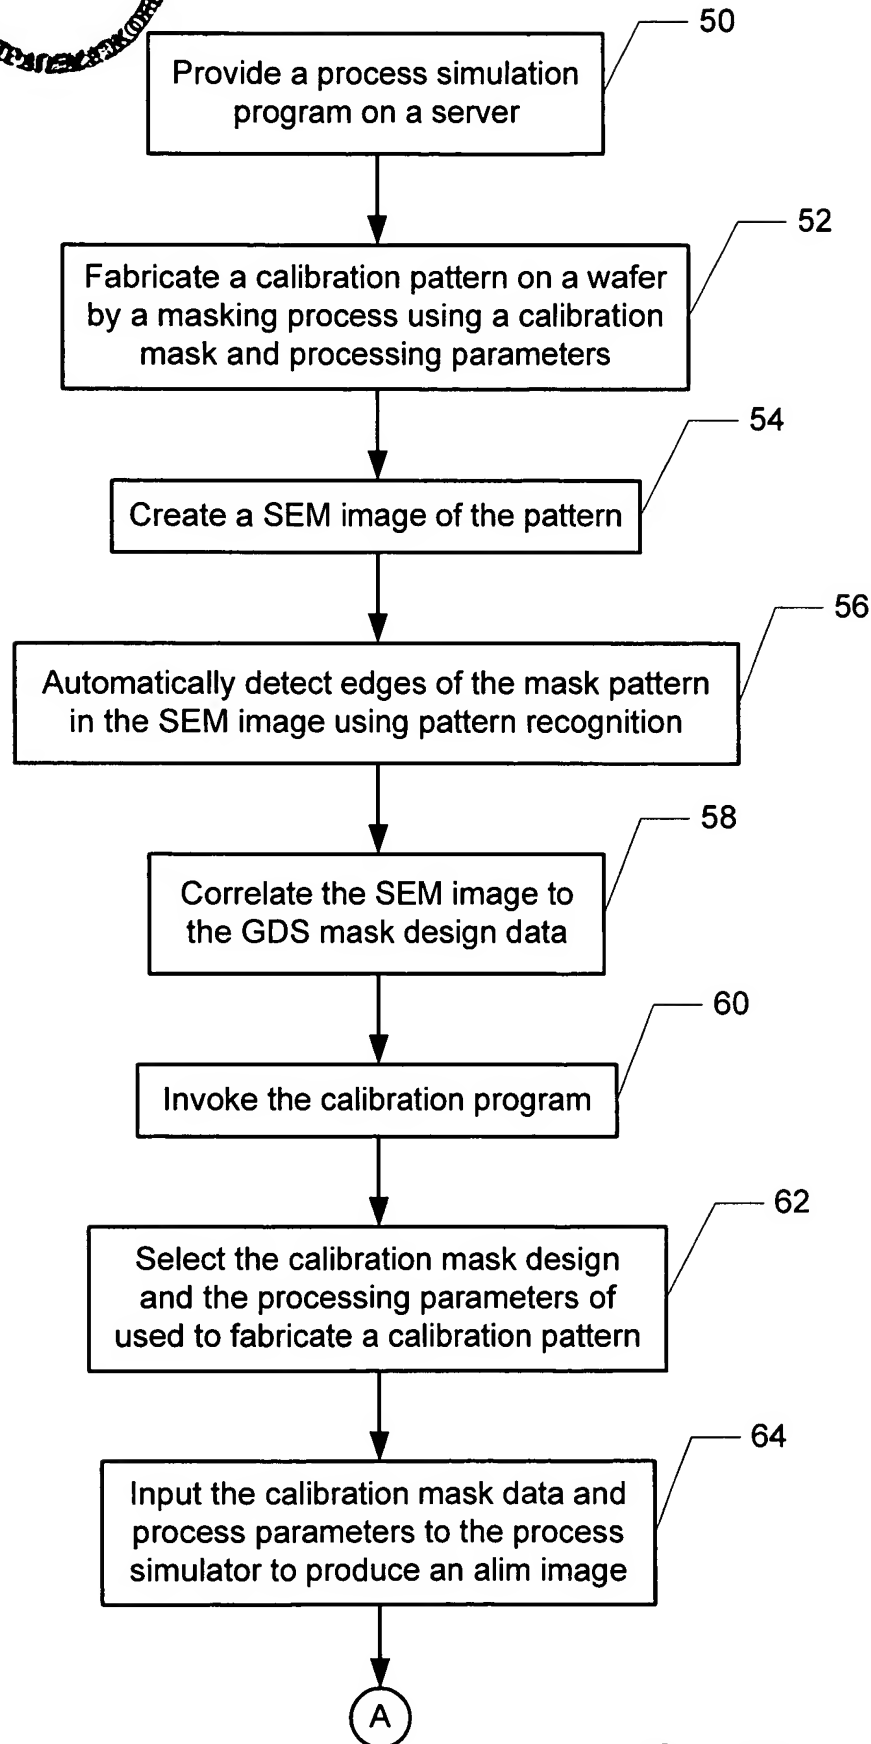 50
Provide a process simulation
program on a server
52
Fabricate a calibration pattern on a wafer
by a masking process using a calibration
mask and processing parameters
54
Create a SEM image of the pattern
56
Automatically detect edges of the mask pattern
in the SEM image using pattern recognition
58
Correlate the SEM image to
the GDS mask design data
60
Invoke the calibration program
62
Select the calibration mask design
and the processing parameters of
used to fabricate a calibration pattern
64
Input the calibration mask data and
process parameters to the process
simulator to produce an alim image
A